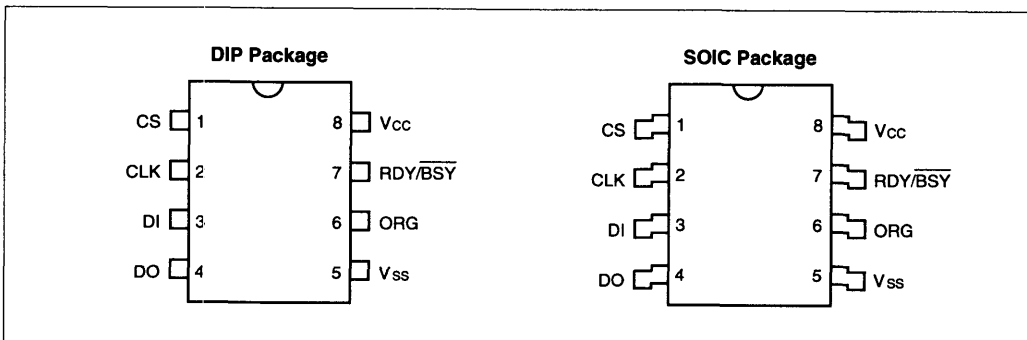 DIP Package
CS 1 8 Vcc
CLK 2 7 RDY/BSY
DI 3 6 ORG
DO 4 5 Vss
SOIC Package
CS 1 8 Vcc
CLK 2 7 RDY/BSY
DI 3 6 ORG
DO 4 5 Vss